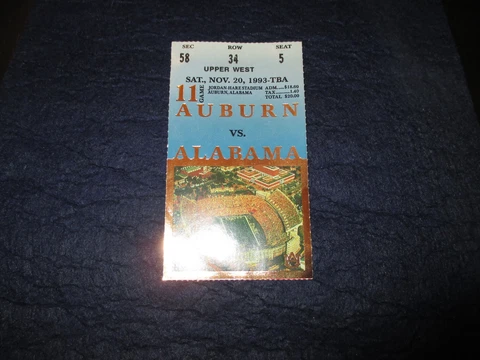 SEC ROW SEAT
58 34 5
UPPER WEST
SAT., NOV. 20, 1993-TBA
11 GAME
JORDAN-HARE STADIUM ADM.....$18.60
AUBURN, ALABAMA TAX.......1.40
TOTAL $20.00
AUBURN
VS.
ALABAMA